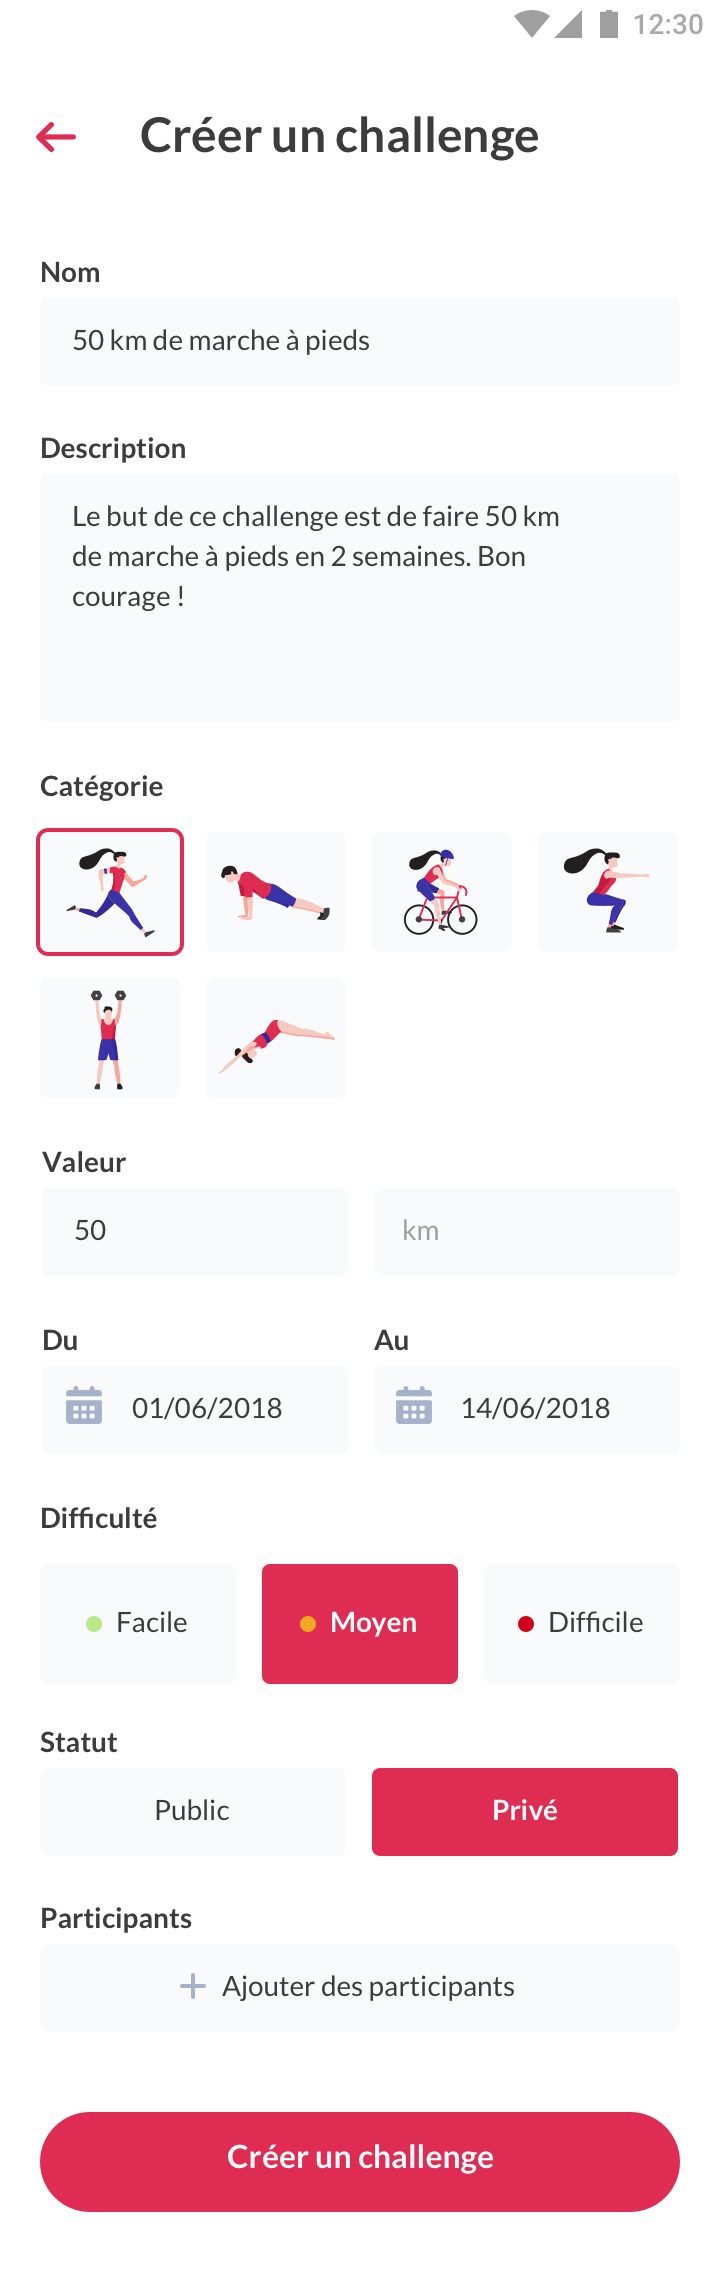 12:30
Créer un challenge
Nom
50 km de marche à pieds
Description
Le but de ce challenge est de faire 50 km
de marche à pieds en 2 semaines. Bon
courage !
Catégorie
Valeur
50
km
Du
Au
01/06/2018
14/06/2018
Difficulté
Facile
Moyen
Difficile
Statut
Public
Privé
Participants
Ajouter des participants
Créer un challenge